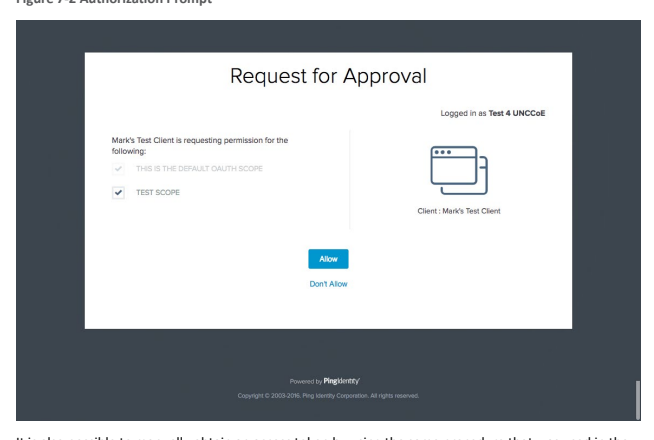 Figure 7-2 Authorization Prompt
Request for Approval
Logged in as Test 4 UNCCoE
Mark's Test Client is requesting permission for the
following:
THIS IS THE DEFAULT OAUTH SCOPE
TEST SCOPE
Client : Mark's Test Client
Allow
Don't Allow
Powered by PingIdentity
Copyright © 2003-2016. Ping Identity Corporation. All rights reserved.
It is also possible to manually obtain an access token by using the same procedure that was used in the